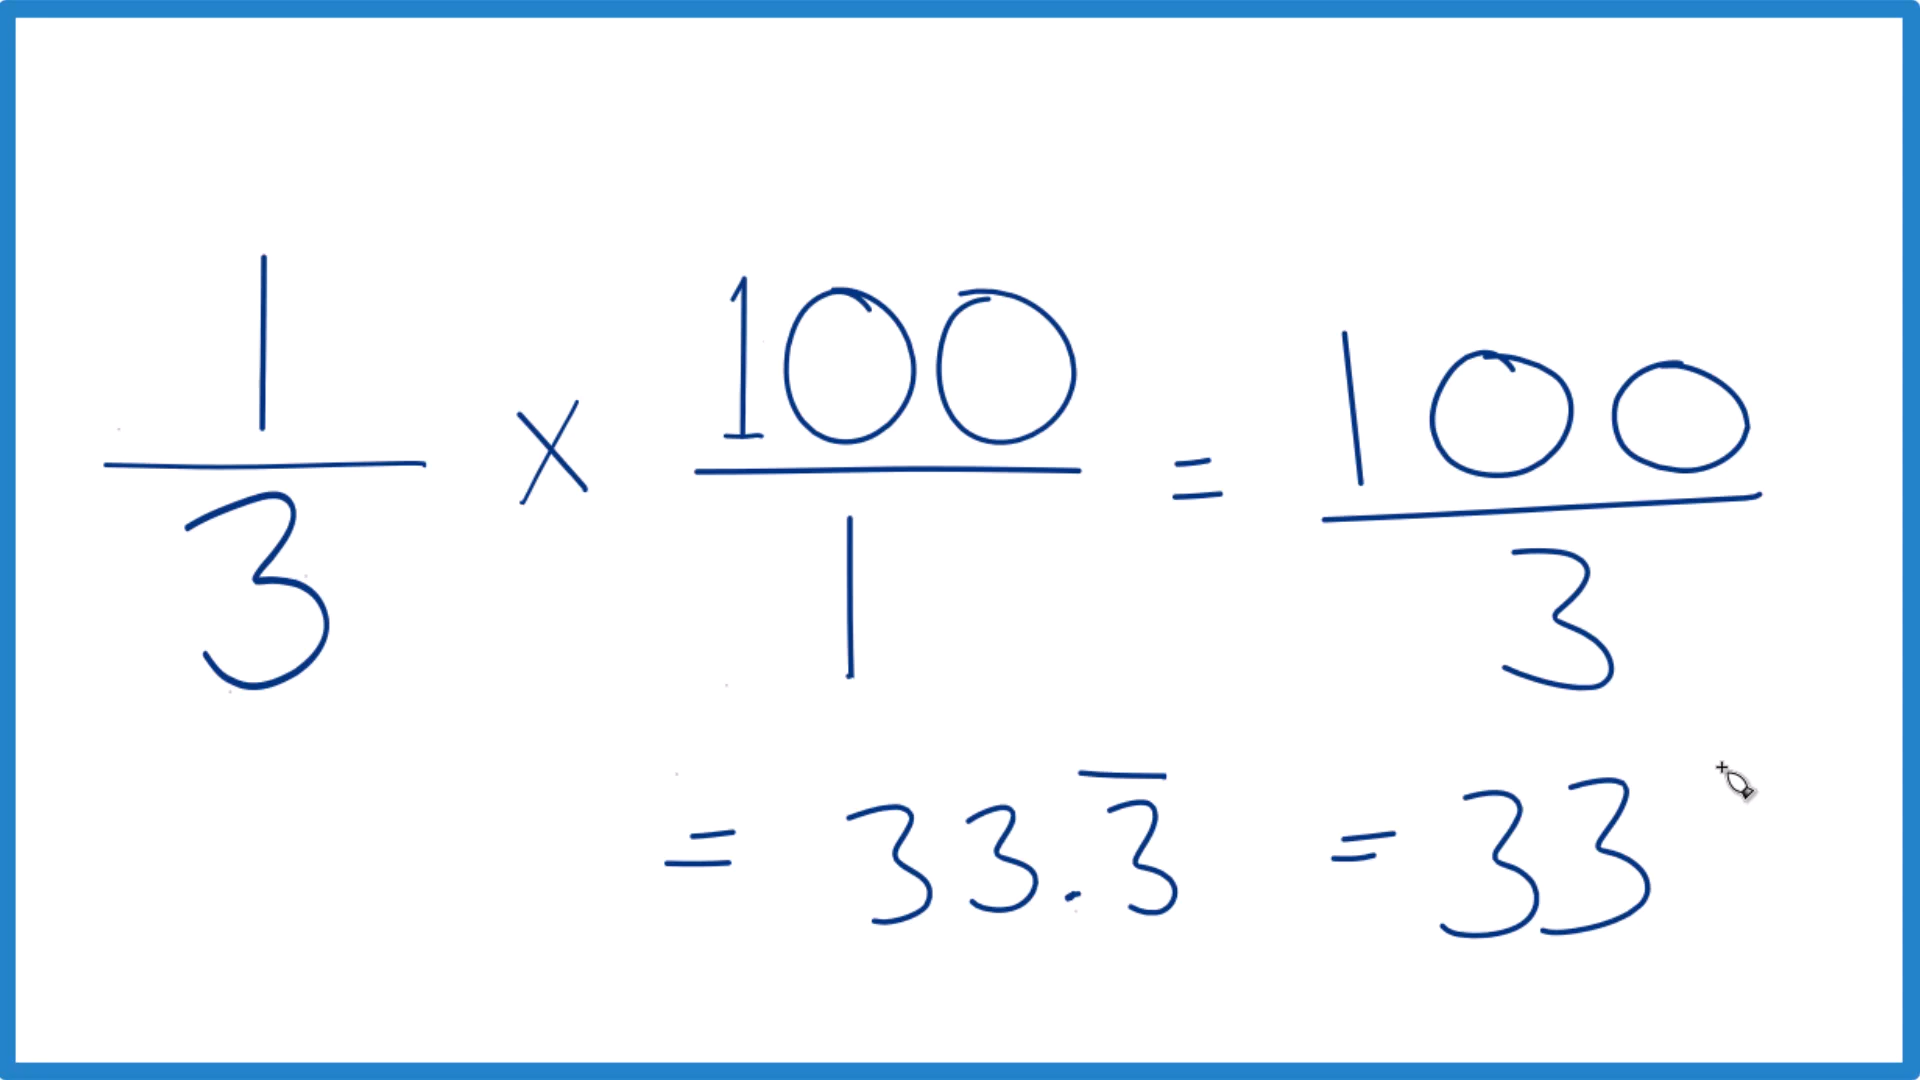 1/3 × 100/1 = 100/3
= 33.3̅ = 33